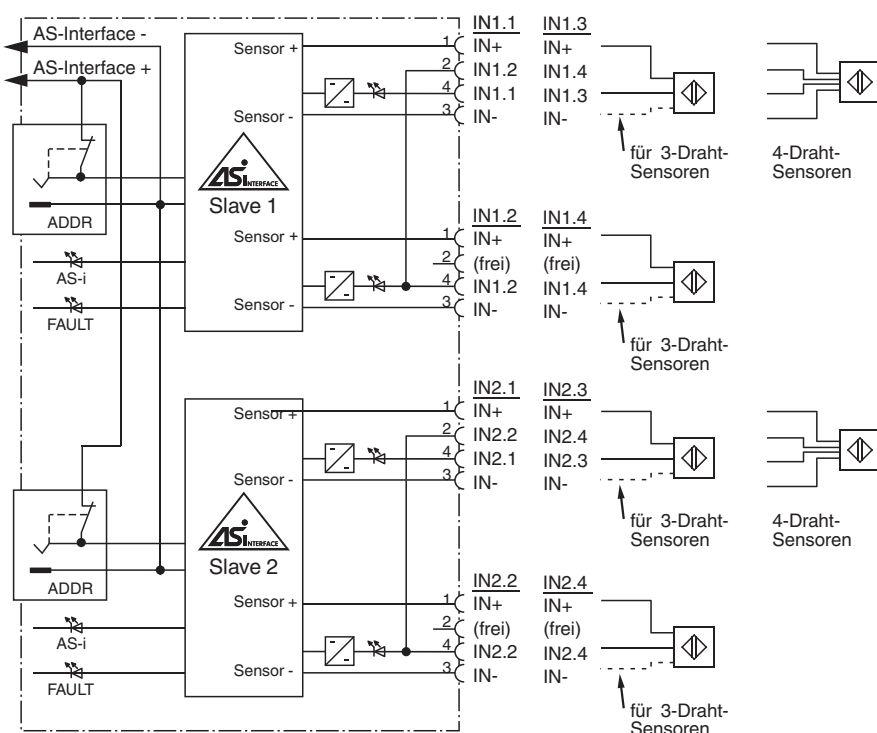 AS-Interface -
AS-Interface +
ADDR
AS-i
FAULT
Sensor +
Sensor -
ASi INTERFACE
Slave 1
Sensor +
Sensor -
IN1.1 IN1.3
1 IN+ IN+
2 IN1.2 IN1.4
4 IN1.1 IN1.3
3 IN- IN-
für 3-Draht-
Sensoren
4-Draht-
Sensoren
IN1.2 IN1.4
1 IN+ IN+
2 (frei) (frei)
4 IN1.2 IN1.4
3 IN- IN-
für 3-Draht-
Sensoren
ADDR
AS-i
FAULT
Sensor +
Sensor -
ASi INTERFACE
Slave 2
Sensor +
Sensor -
IN2.1 IN2.3
1 IN+ IN+
2 IN2.2 IN2.4
4 IN2.1 IN2.3
3 IN- IN-
für 3-Draht-
Sensoren
4-Draht-
Sensoren
IN2.2 IN2.4
1 IN+ IN+
2 (frei) (frei)
4 IN2.2 IN2.4
3 IN- IN-
für 3-Draht-
Sensoren